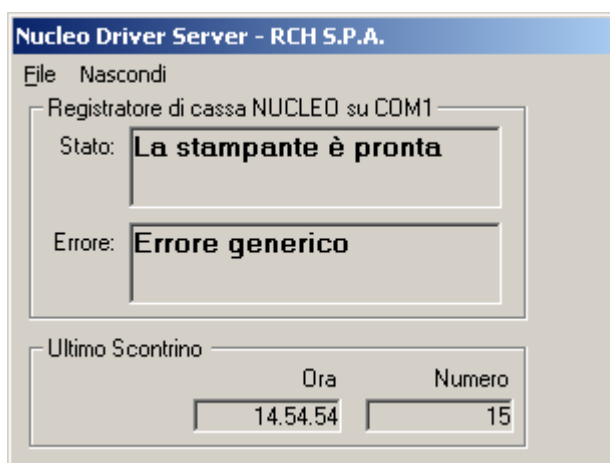 Nucleo Driver Server - RCH S.P.A.
File Nascondi
Registratore di cassa NUCLEO su COM1
Stato: La stampante è pronta
Errore: Errore generico
Ultimo Scontrino
Ora Numero
14.54.54 15